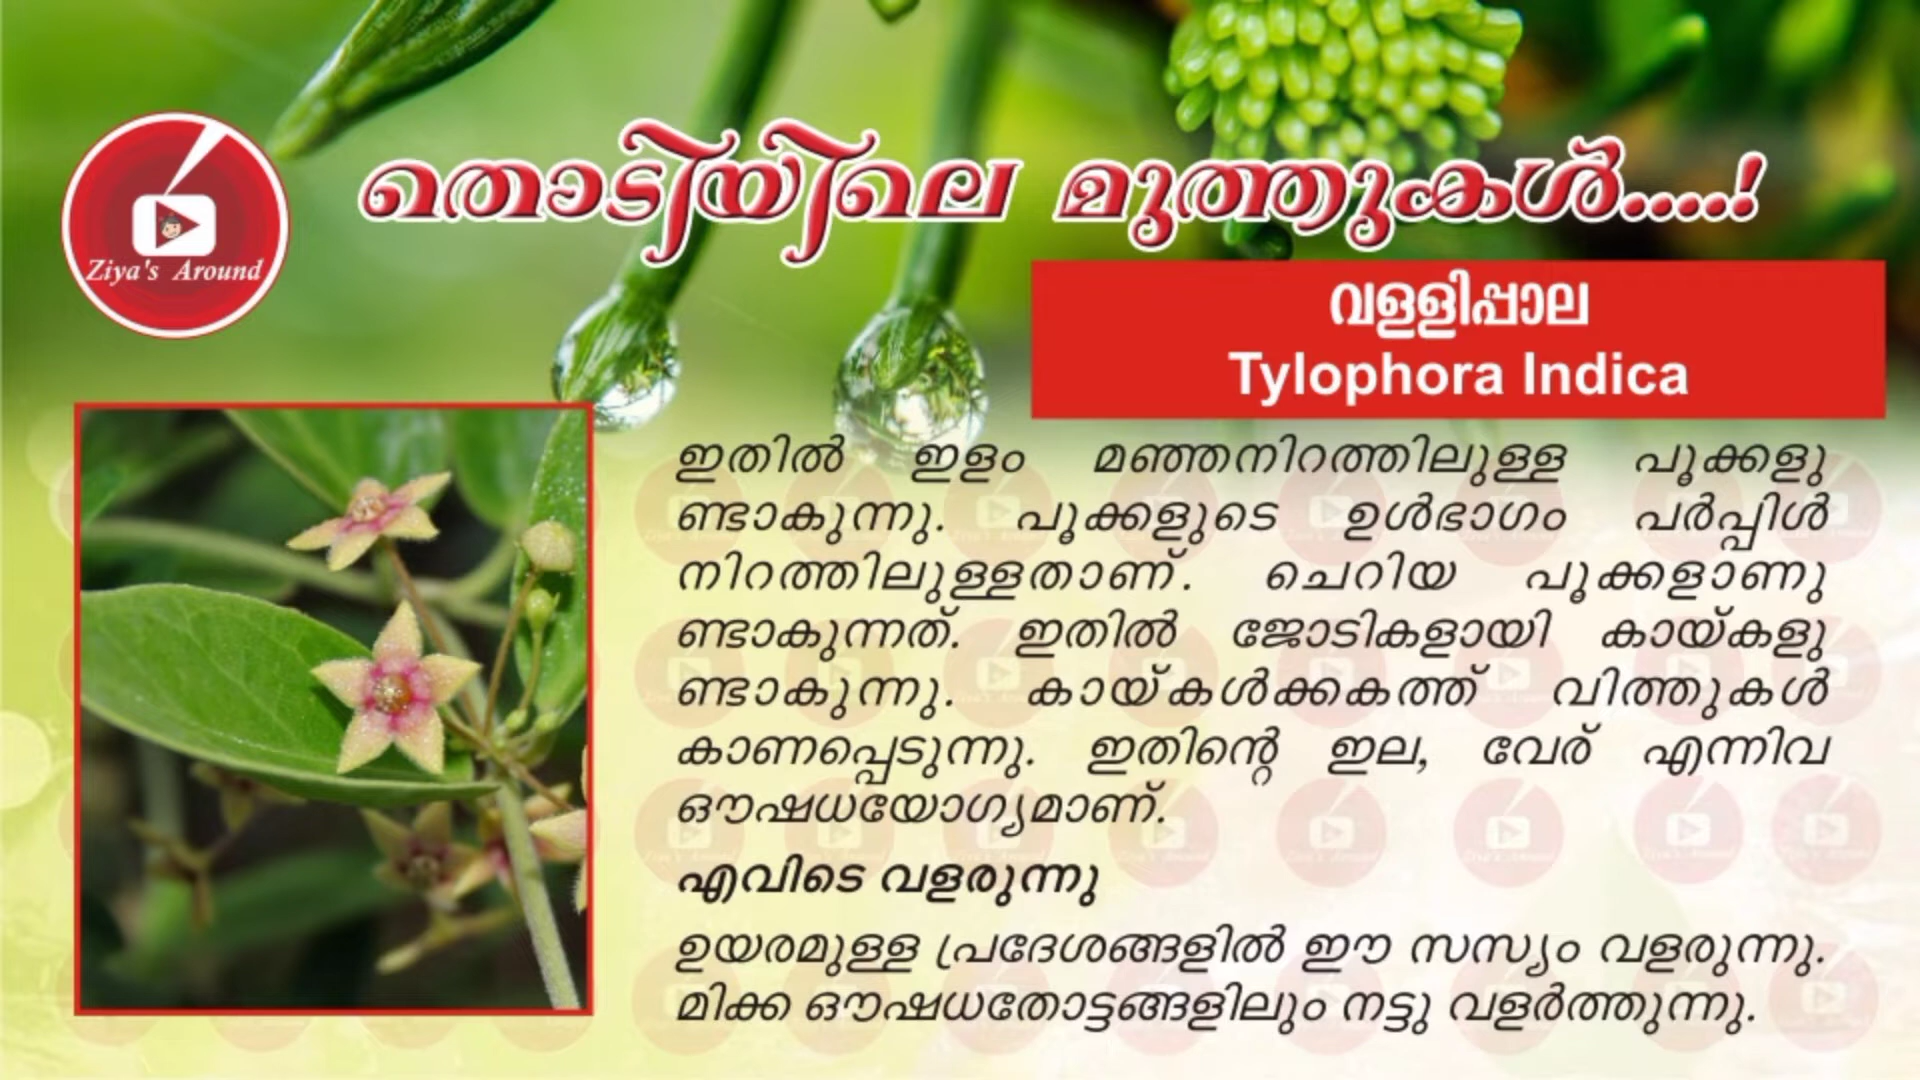 തൊടിയിലെ മുത്തുകൾ.....!
Ziya's Around
വള്ളിപ്പാല
Tylophora Indica
ഇതിൽ ഇളം മഞ്ഞനിറത്തിലുള്ള പൂക്കളു
ണ്ടാകുന്നു. പൂക്കളുടെ ഉൾഭാഗം പർപ്പിൾ
നിറത്തിലുള്ളതാണ്. ചെറിയ പൂക്കളാണു
ണ്ടാകുന്നത്. ഇതിൽ ജോടികളായി കായ്കളു
ണ്ടാകുന്നു. കായ്കൾക്കകത്ത് വിത്തുകൾ
കാണപ്പെടുന്നു. ഇതിന്റെ ഇല, വേര് എന്നിവ
ഔഷധയോഗ്യമാണ്.
എവിടെ വളരുന്നു
ഉയരമുള്ള പ്രദേശങ്ങളിൽ ഈ സസ്യം വളരുന്നു.
മിക്ക ഔഷധതോട്ടങ്ങളിലും നട്ടു വളർത്തുന്നു.